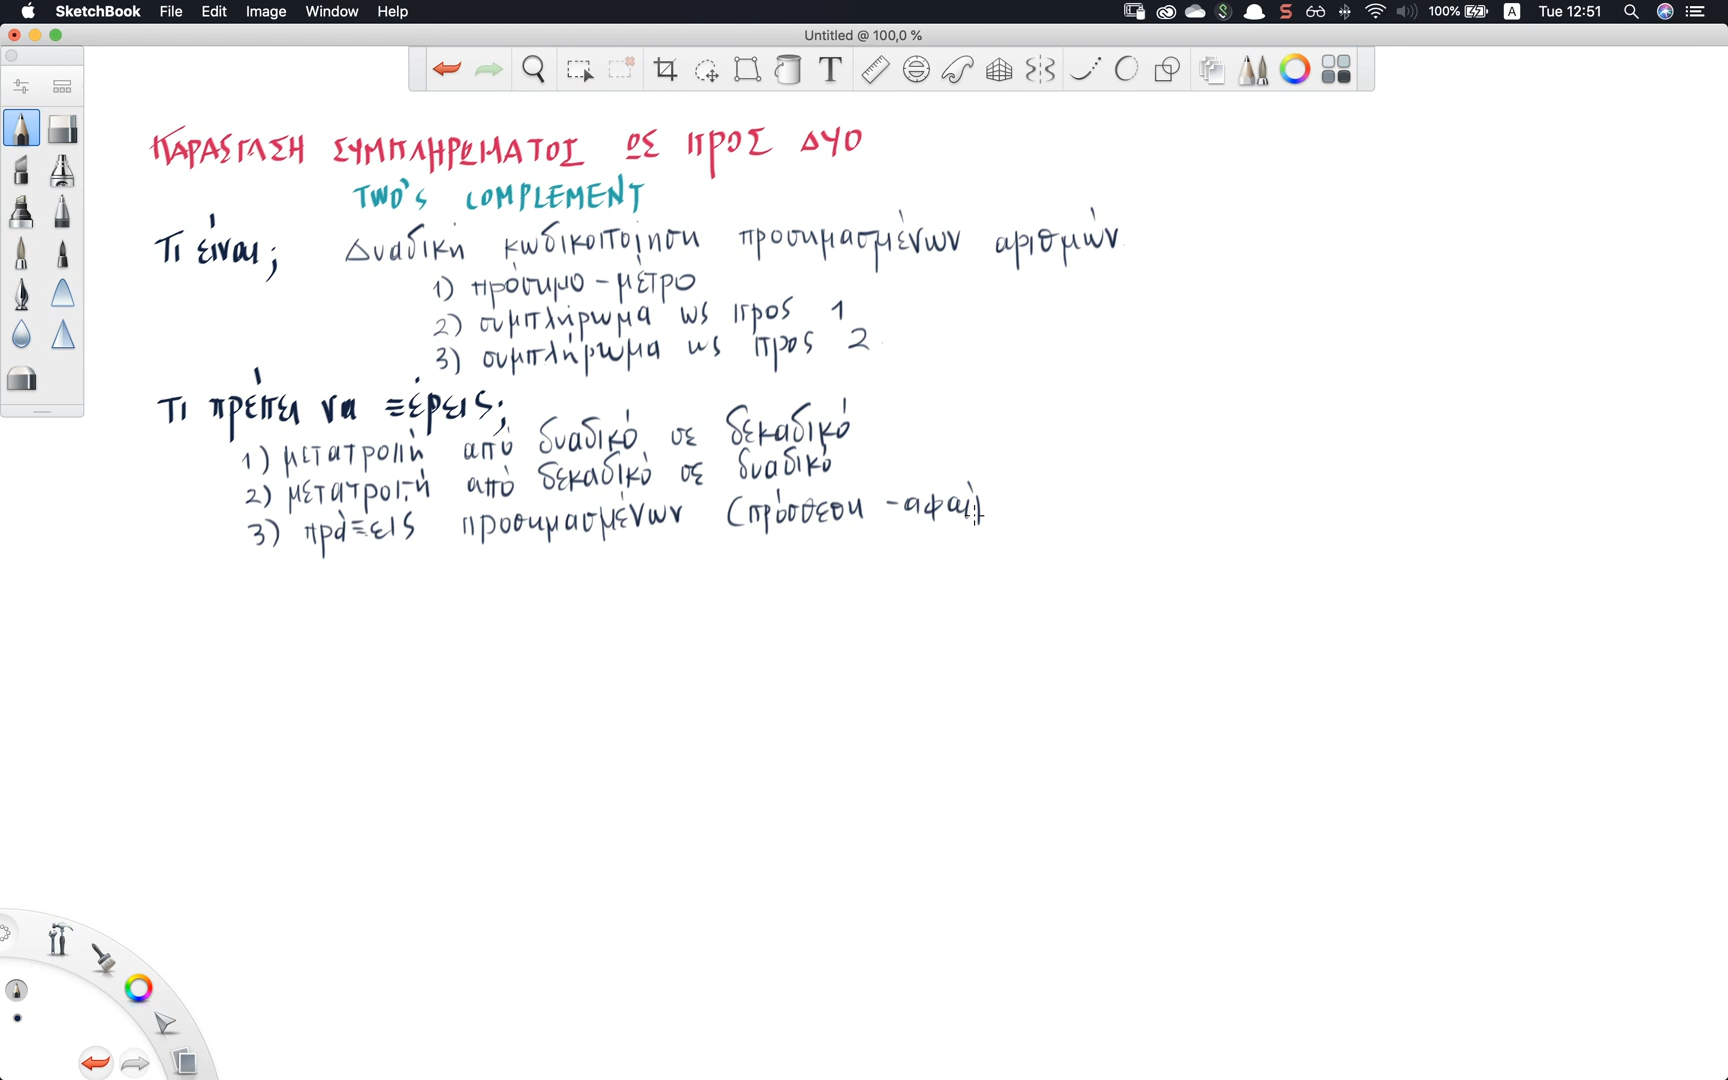 SketchBook File Edit Image Window Help 100% A Tue 12:51
Untitled @ 100,0 %
ΠΑΡΑΣΤΑΣΗ ΣΥΜΠΛΗΡΩΜΑΤΟΣ ΩΣ ΠΡΟΣ ΔΥΟ
TWO'S COMPLEMENT
Τι είναι; Δυαδική κωδικοποίηση προσημασμένων αριθμών.
1) πρόσημο - μέτρο
2) συμπλήρωμα ως προς 1
3) συμπλήρωμα ως προς 2
Τι πρέπει να ξέρεις;
1) μετατροπή από δυαδικό σε δεκαδικό
2) μετατροπή από δεκαδικό σε δυαδικό
3) πράξεις προσημασμένων (πρόσθεση - αφαί